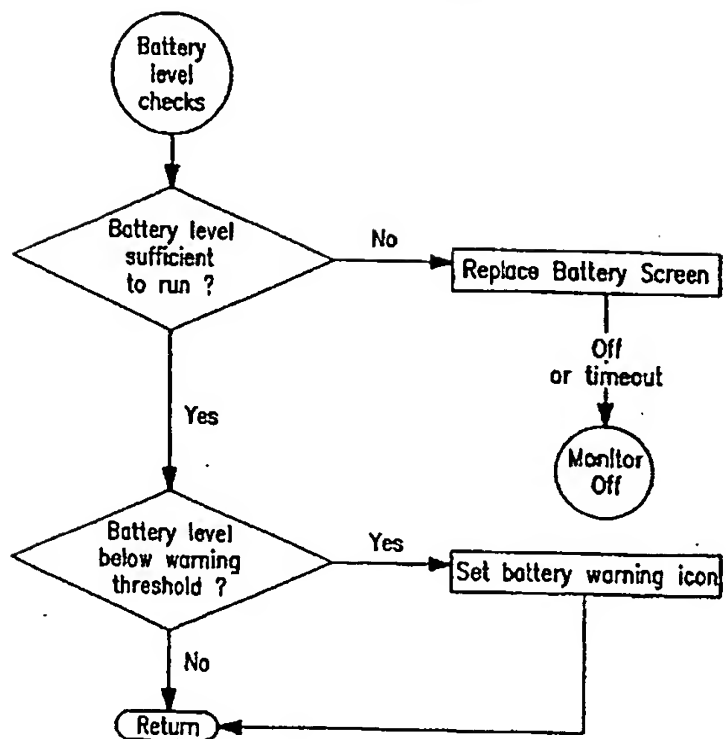 Battery
level
checks
Battery level
sufficient
to run ?
No
Replace Battery Screen
Off
or timeout
Monitor
Off
Yes
Battery level
below warning
threshold ?
Yes
Set battery warning icon
No
Return